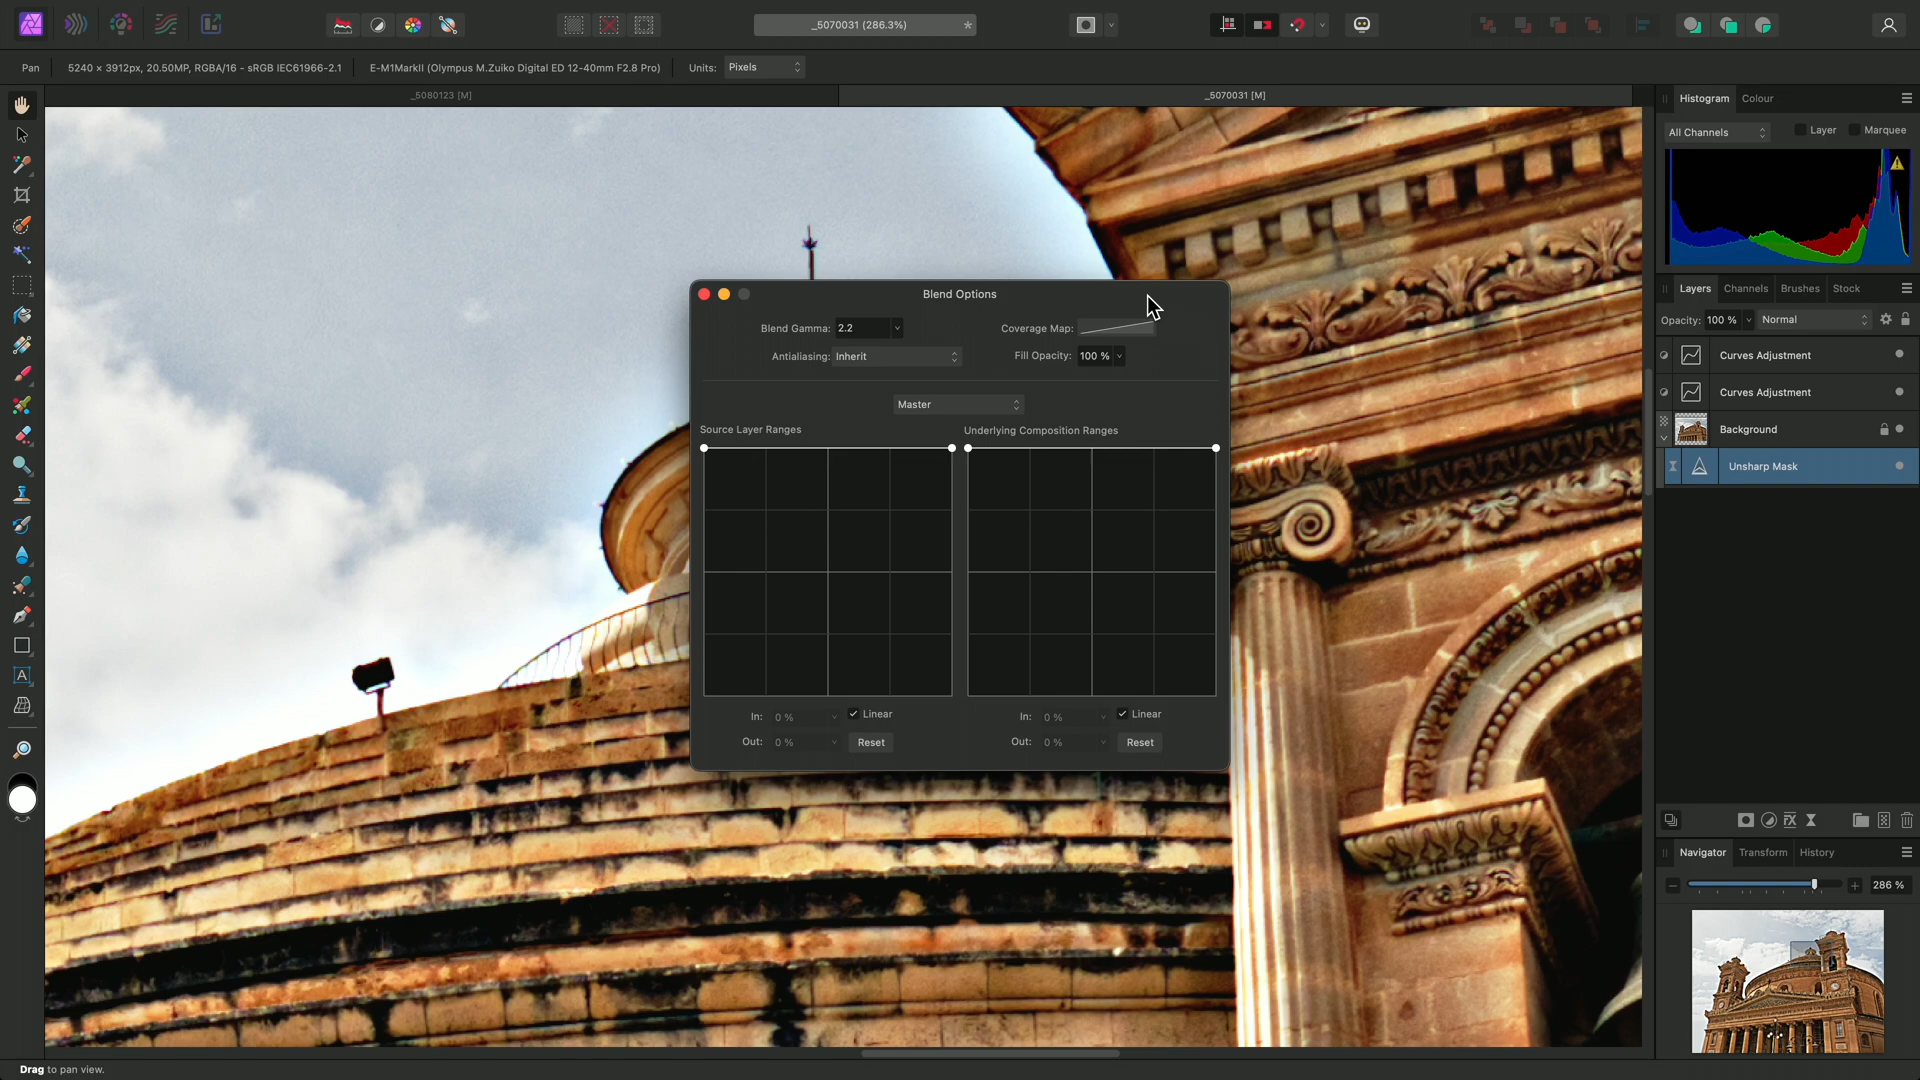 _5070031 (286.3%)
*
Pan
5240 × 3912px, 20.50MP, RGBA/16 - sRGB IEC61966-2.1
E-M1MarkII (Olympus M.Zuiko Digital ED 12-40mm F2.8 Pro)
Units:
Pixels
_5080123 [M]
_5070031 [M]
Histogram
Colour
All Channels
Layer
Marquee
Layers
Channels
Brushes
Stock
Opacity:
100 %
Normal
Curves Adjustment
Curves Adjustment
Background
Unsharp Mask
Blend Options
Blend Gamma:
2.2
Coverage Map:
Antialiasing:
Inherit
Fill Opacity:
100 %
Master
Source Layer Ranges
Underlying Composition Ranges
In:
0 %
Linear
In:
0 %
Linear
Out:
0 %
Reset
Out:
0 %
Reset
Navigator
Transform
History
286 %
Drag to pan view.